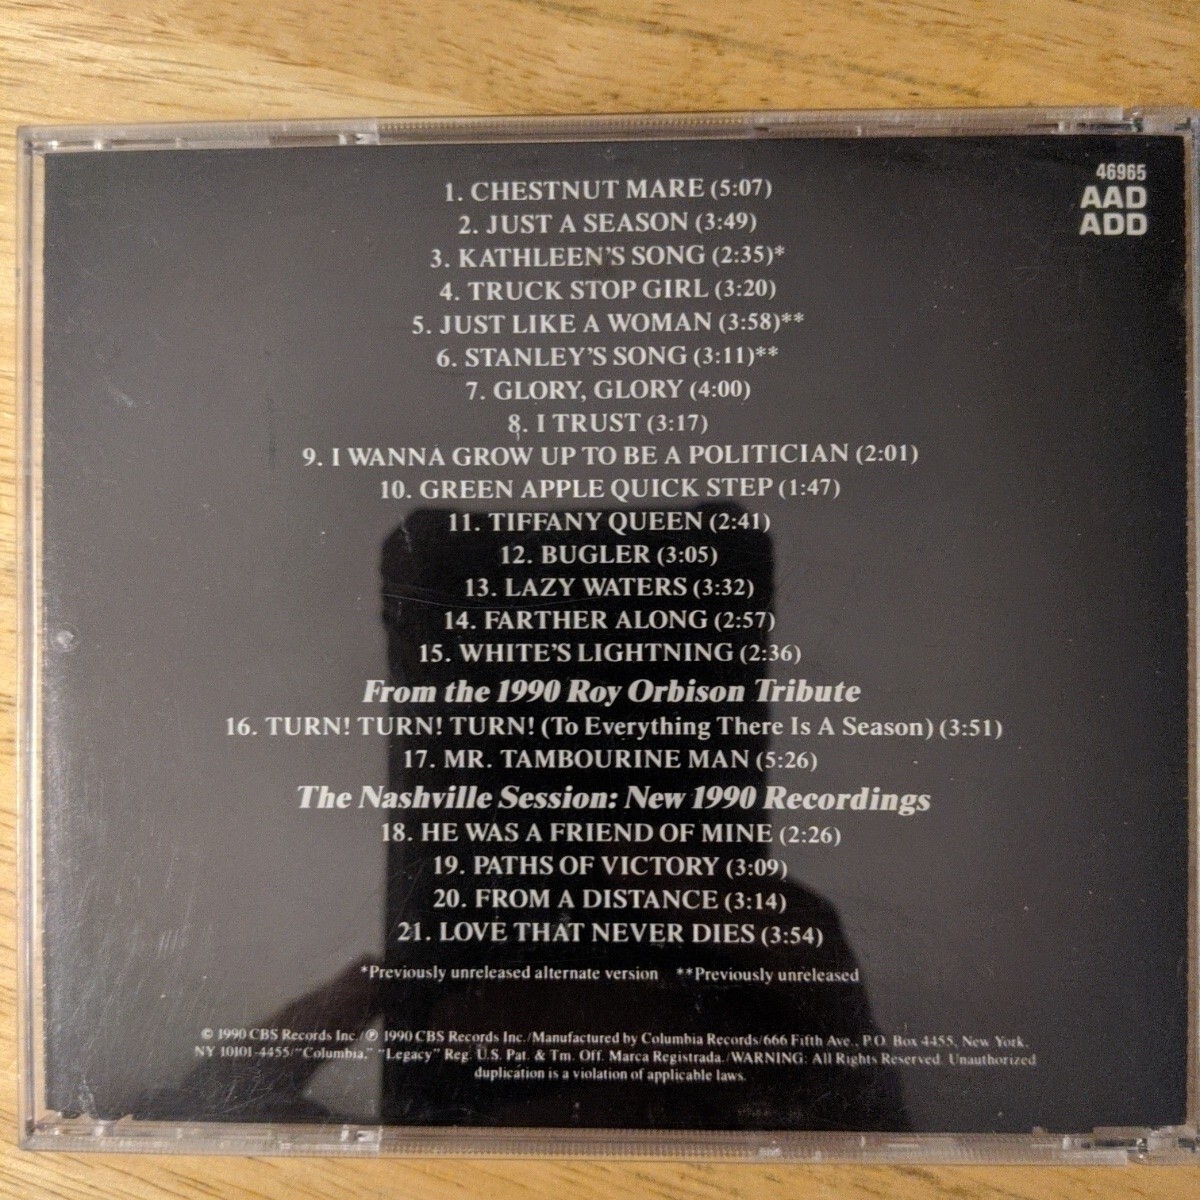 46965
AAD
ADD
1. CHESTNUT MARE (5:07)
2. JUST A SEASON (3:49)
3. KATHLEEN'S SONG (2:35)*
4. TRUCK STOP GIRL (3:20)
5. JUST LIKE A WOMAN (3:58)**
6. STANLEY'S SONG (3:11)**
7. GLORY, GLORY (4:00)
8. I TRUST (3:17)
9. I WANNA GROW UP TO BE A POLITICIAN (2:01)
10. GREEN APPLE QUICK STEP (1:47)
11. TIFFANY QUEEN (2:41)
12. BUGLER (3:05)
13. LAZY WATERS (3:32)
14. FARTHER ALONG (2:57)
15. WHITE'S LIGHTNING (2:36)
From the 1990 Roy Orbison Tribute
16. TURN! TURN! TURN! (To Everything There Is A Season) (3:51)
17. MR. TAMBOURINE MAN (5:26)
The Nashville Session: New 1990 Recordings
18. HE WAS A FRIEND OF MINE (2:26)
19. PATHS OF VICTORY (3:09)
20. FROM A DISTANCE (3:14)
21. LOVE THAT NEVER DIES (3:54)
*Previously unreleased alternate version **Previously unreleased
© 1990 CBS Records Inc./℗ 1990 CBS Records Inc./Manufactured by Columbia Records/666 Fifth Ave., P.O. Box 4455, New York,
NY 10101-4455/"Columbia," "Legacy" Reg. U.S. Pat. & Tm. Off. Marca Registrada./WARNING: All Rights Reserved. Unauthorized
duplication is a violation of applicable laws.